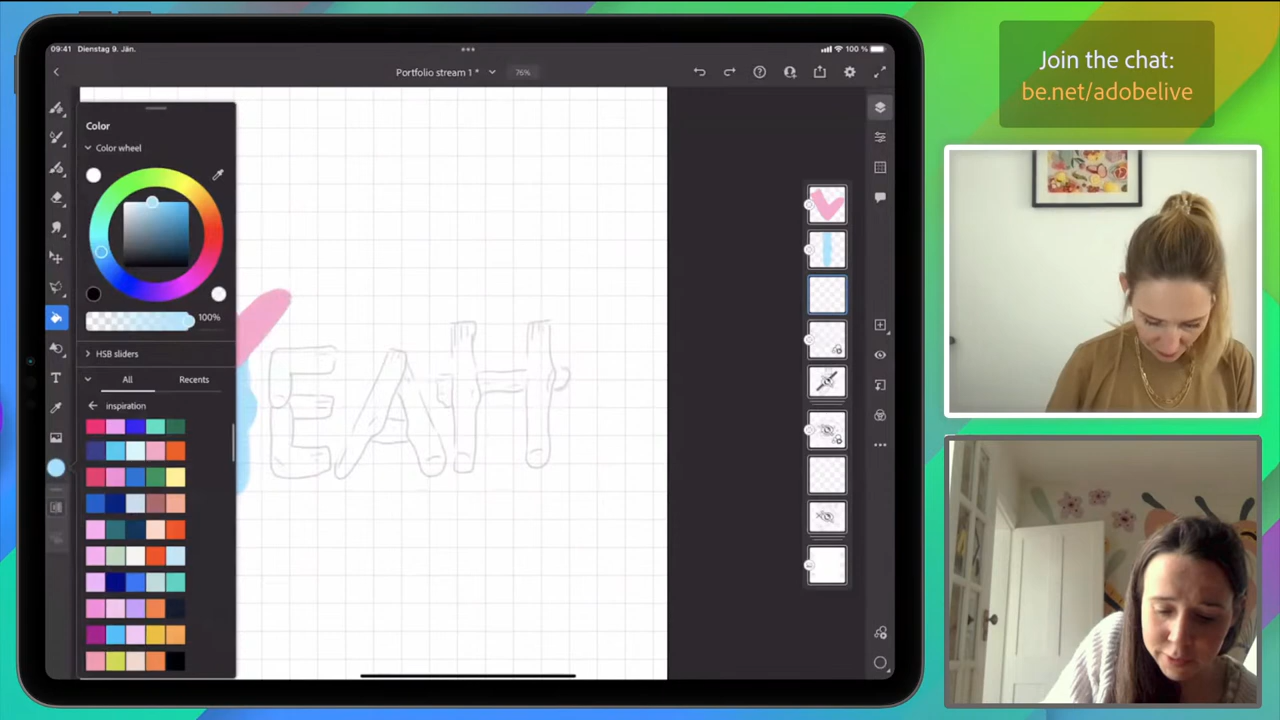 09:41 Dienstag 9. Jän.
100 %
Portfolio stream 1 *
76%
Color
Color wheel
100%
HSB sliders
All
Recents
inspiration
EAH
T
Join the chat:
be.net/adobelive